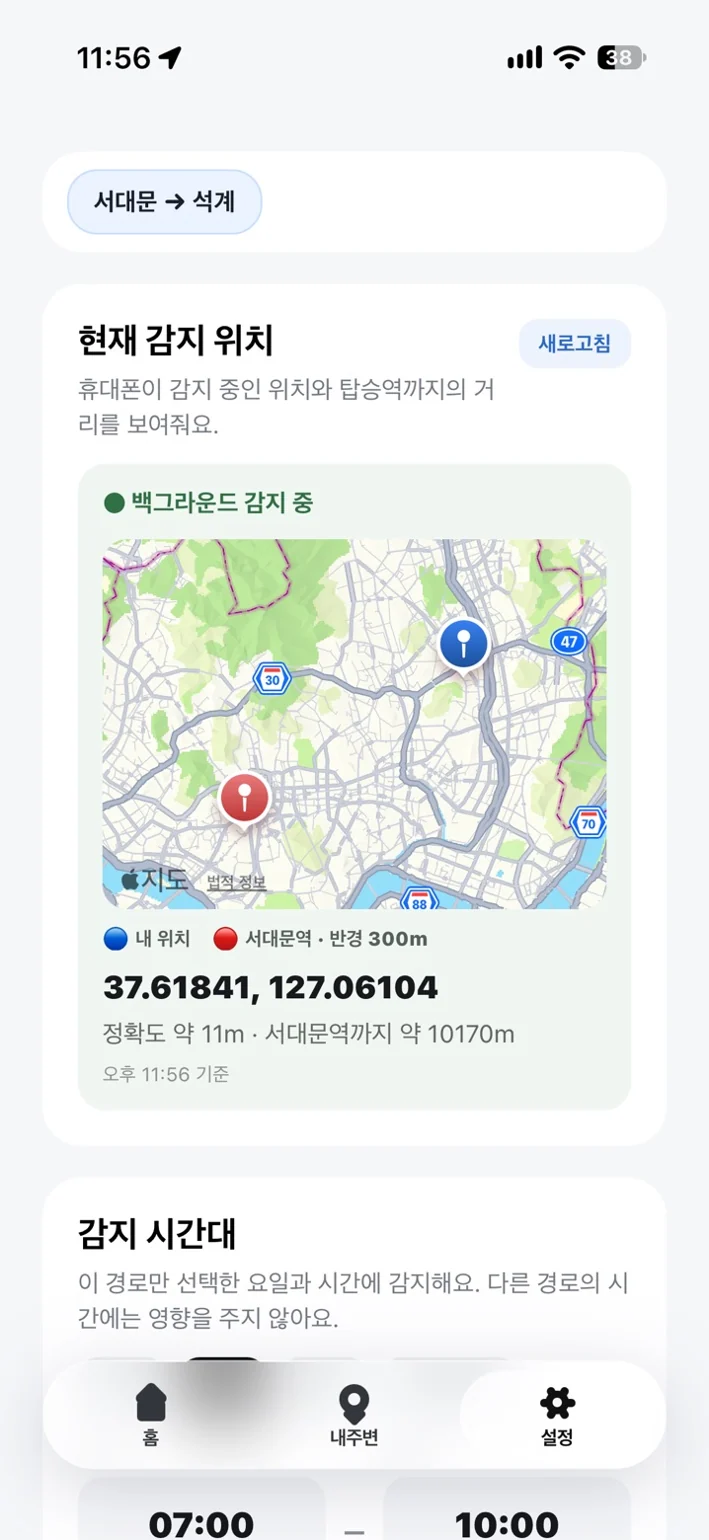 11:56
38
서대문 → 석계
현재 감지 위치
새로고침
휴대폰이 감지 중인 위치와 탑승역까지의 거
리를 보여줘요.
백그라운드 감지 중
47
30
70
지도 법적 정보
88
내 위치 서대문역 · 반경 300m
37.61841, 127.06104
정확도 약 11m · 서대문역까지 약 10170m
오후 11:56 기준
감지 시간대
이 경로만 선택한 요일과 시간에 감지해요. 다른 경로의 시
간에는 영향을 주지 않아요.
홈 내주변 설정
07:00 – 10:00